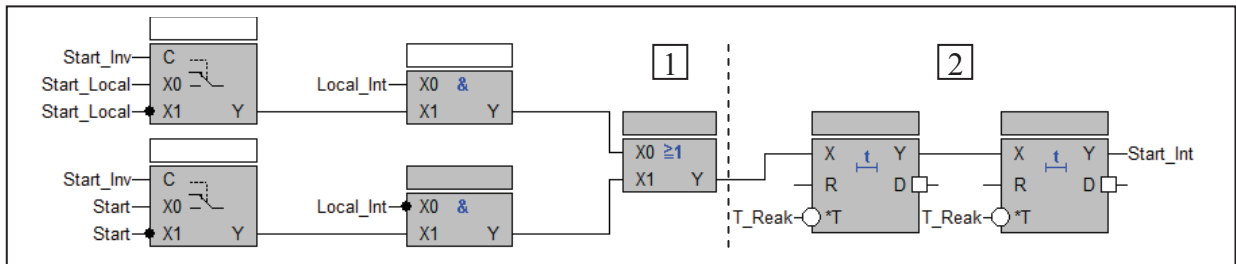 1
2
Start_Inv
C
Start_Local
X0
Start_Local
X1 Y
Local_Int
X0 &
X1 Y
Start_Inv
C
Start
X0
Start
X1 Y
Local_Int
X0 &
X1 Y
X0 ≧1
X1 Y
X t Y
R D
T_Reak
*T
X t Y
R D
T_Reak
*T
Start_Int